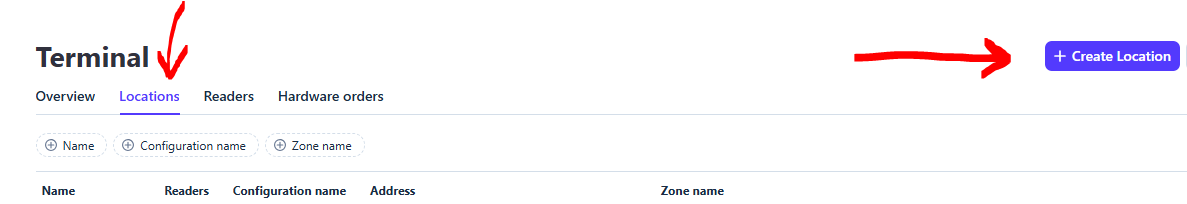 Terminal
+ Create Location
Overview Locations Readers Hardware orders
Name Configuration name Zone name
Name Readers Configuration name Address Zone name